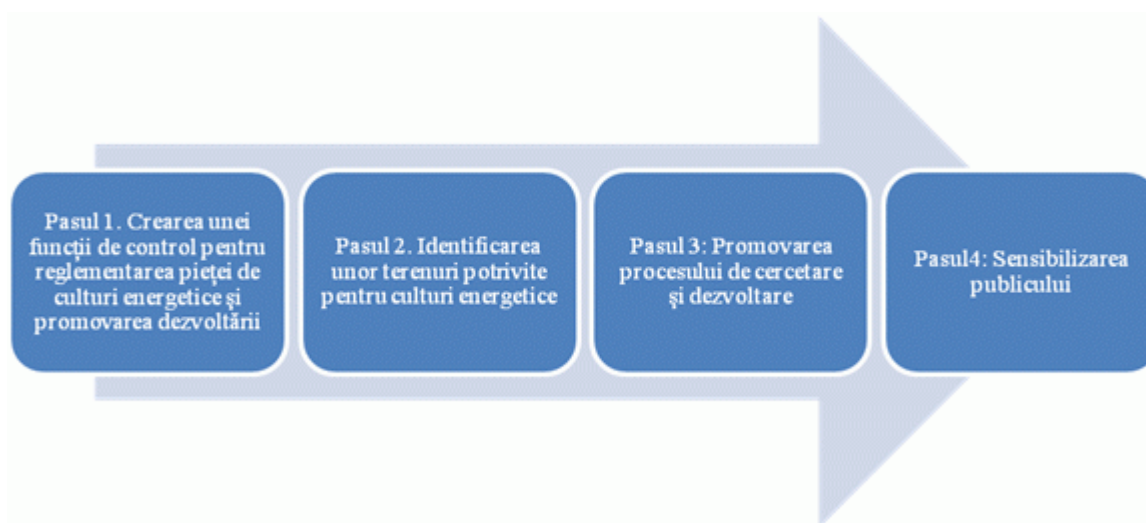 Pasul 1. Crearea unei
funcții de control pentru
reglementarea pieței de
culturi energetice și
promovarea dezvoltării
Pasul 2. Identificarea
unor terenuri potrivite
pentru culturi energetice
Pasul 3: Promovarea
procesului de cercetare
și dezvoltare
Pasul4: Sensibilizarea
publicului